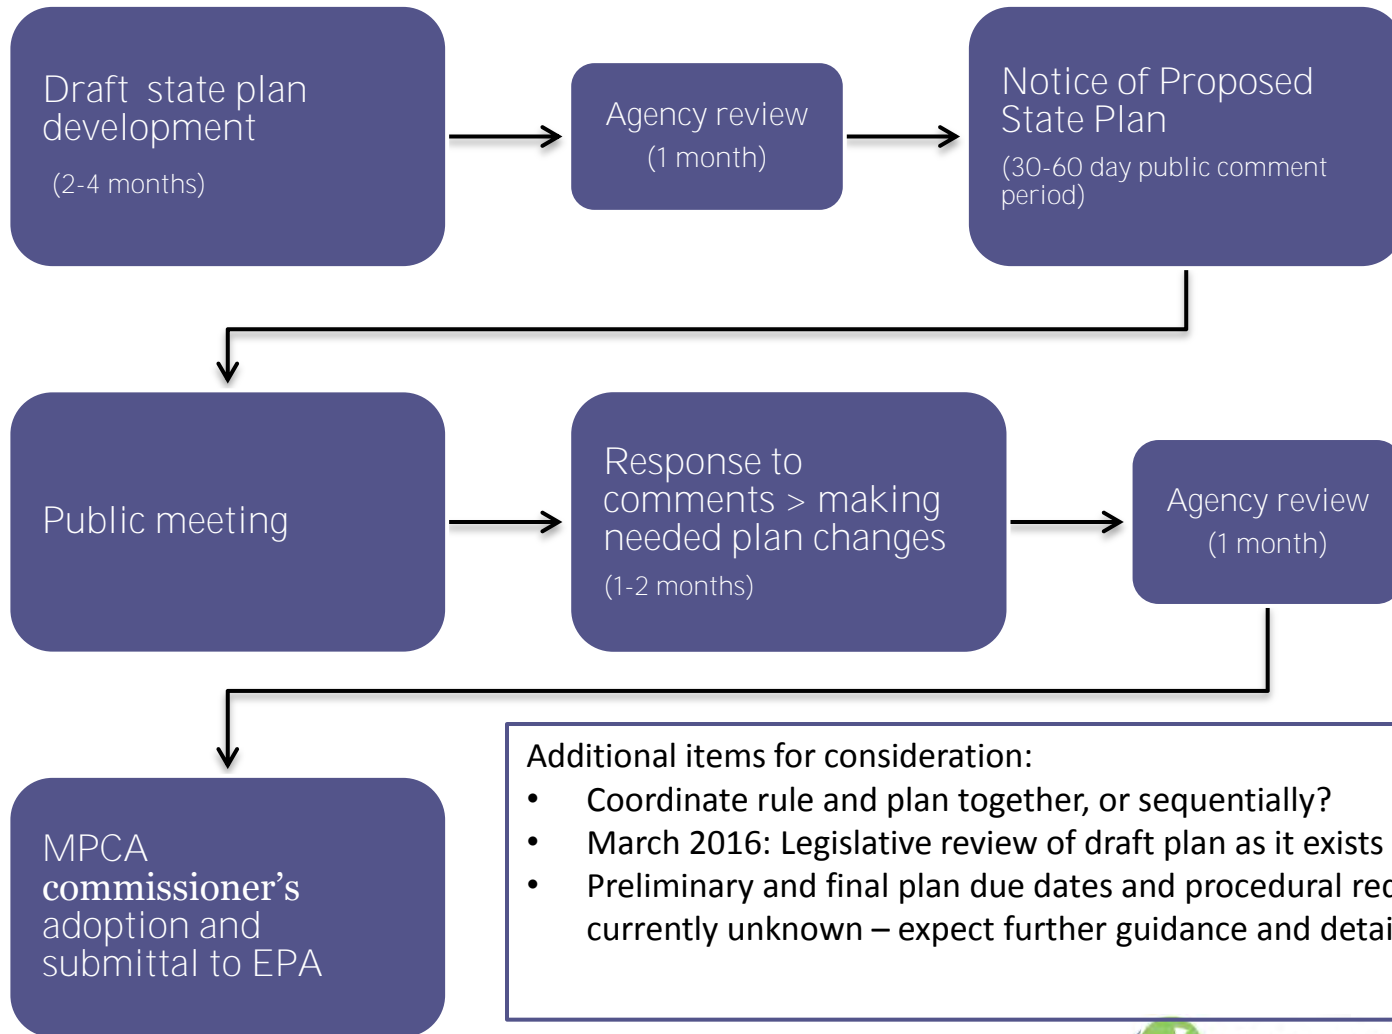 Draft state plan
development
(2-4 months)
Agency review
(1 month)
Notice of Proposed
State Plan
(30-60 day public comment
period)
Public meeting
Response to
comments > making
needed plan changes
(1-2 months)
Agency review
(1 month)
MPCA
commissioner’s
adoption and
submittal to EPA
Additional items for consideration:
• Coordinate rule and plan together, or sequentially?
• March 2016: Legislative review of draft plan as it exists
• Preliminary and final plan due dates and procedural
currently unknown – expect further guidance and